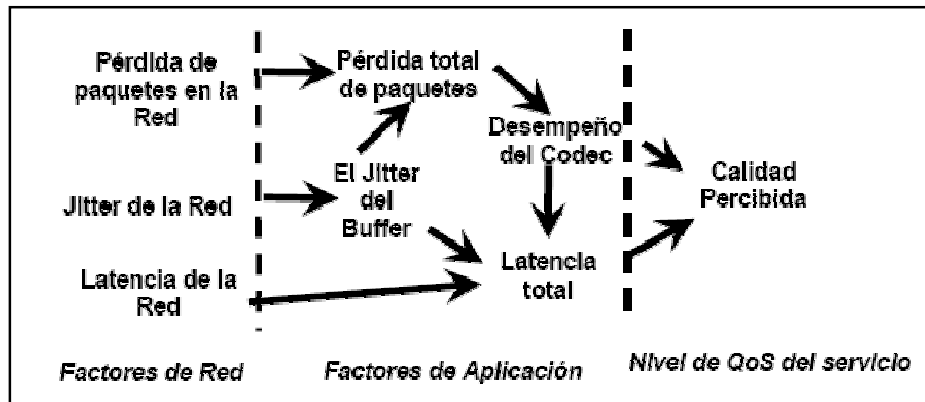 Pérdida de
paquetes en la
Red
Pérdida total
de paquetes
Desempeño
del Codec
Calidad
Percibida
Jitter de la Red
El Jitter
del
Buffer
Latencia de la
Red
Latencia
total
Factores de Red
Factores de Aplicación
Nivel de QoS del servicio